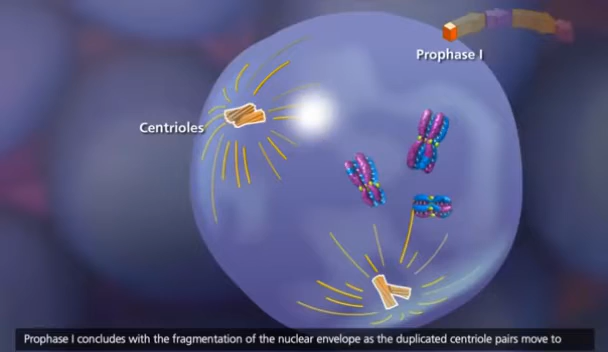 Prophase I
Centrioles
Prophase I concludes with the fragmentation of the nuclear envelope as the duplicated centriole pairs move to